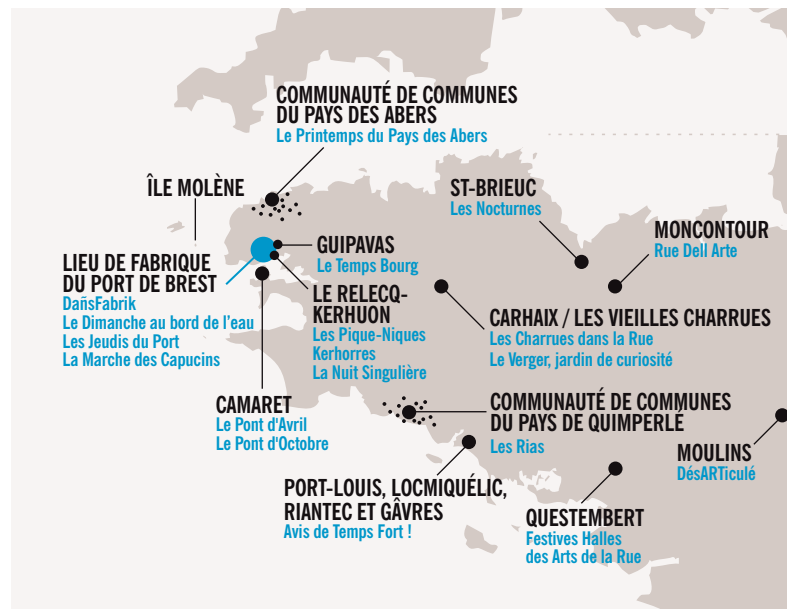 COMMUNAUTÉ DE COMMUNES
DU PAYS DES ABERS
Le Printemps du Pays des Abers
ÎLE MOLÈNE
ST-BRIEUC
Les Nocturnes
MONCONTOUR
Rue Dell Arte
LIEU DE FABRIQUE
DU PORT DE BREST
DañsFabrik
Le Dimanche au bord de l'eau
Les Jeudis du Port
La Marche des Capucins
GUIPAVAS
Le Temps Bourg
LE RELECQ-
KERHUON
Les Pique-Niques
Kerhorres
La Nuit Singulière
CARHAIX / LES VIEILLES CHARRUES
Les Charrues dans la Rue
Le Verger, jardin de curiosité
CAMARET
Le Pont d'Avril
Le Pont d'Octobre
COMMUNAUTÉ DE COMMUNES
DU PAYS DE QUIMPERLÉ
Les Rias
MOULINS
DésARTiculé
PORT-LOUIS, LOCMIQUÉLIC,
RIANTEC ET GÂVRES
Avis de Temps Fort !
QUESTEMBERT
Festives Halles
des Arts de la Rue